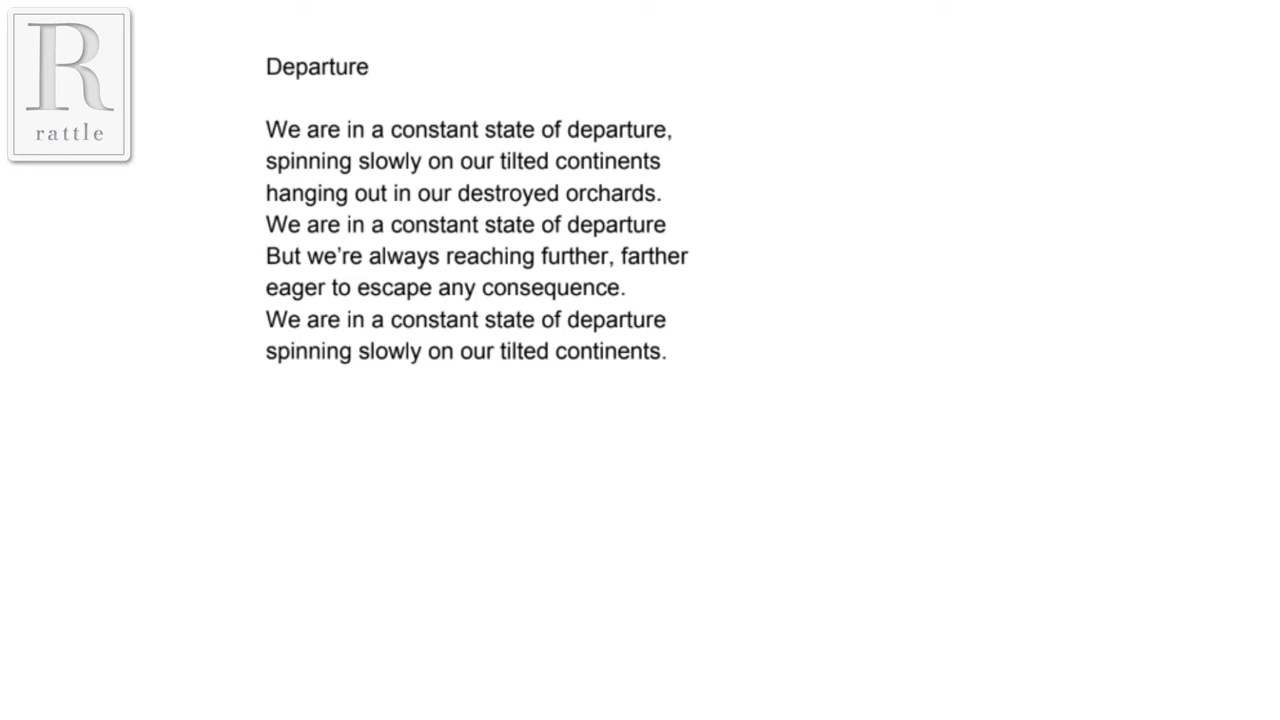 R
rattle
Departure
We are in a constant state of departure,
spinning slowly on our tilted continents
hanging out in our destroyed orchards.
We are in a constant state of departure
But we’re always reaching further, farther
eager to escape any consequence.
We are in a constant state of departure
spinning slowly on our tilted continents.